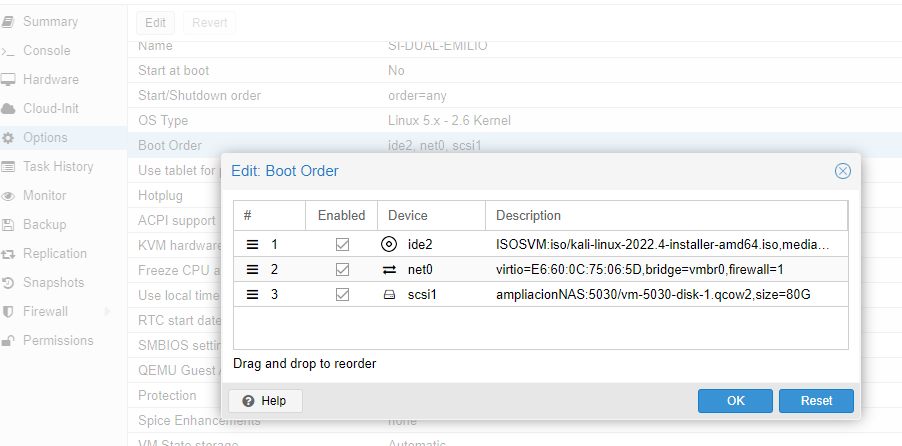 Summary
Console
Hardware
Cloud-Init
Options
Task History
Monitor
Backup
Replication
Snapshots
Firewall
Permissions
Edit Revert
Name SI-DUAL-EMILIO
Start at boot No
Start/Shutdown order order=any
OS Type Linux 5.x - 2.6 Kernel
Boot Order ide2, net0, scsi1
Use tablet for
Hotplug
ACPI support
KVM hardware
Freeze CPU a
Use local time
RTC start date
SMBIOS settin
QEMU Guest
Protection
Spice Enhancements none
VM State storage Automatic
Edit: Boot Order
# Enabled Device Description
1 ide2 ISOSVM:iso/kali-linux-2022.4-installer-amd64.iso,media...
2 net0 virtio=E6:60:0C:75:06:5D,bridge=vmbr0,firewall=1
3 scsi1 ampliacionNAS:5030/vm-5030-disk-1.qcow2,size=80G
Drag and drop to reorder
Help OK Reset